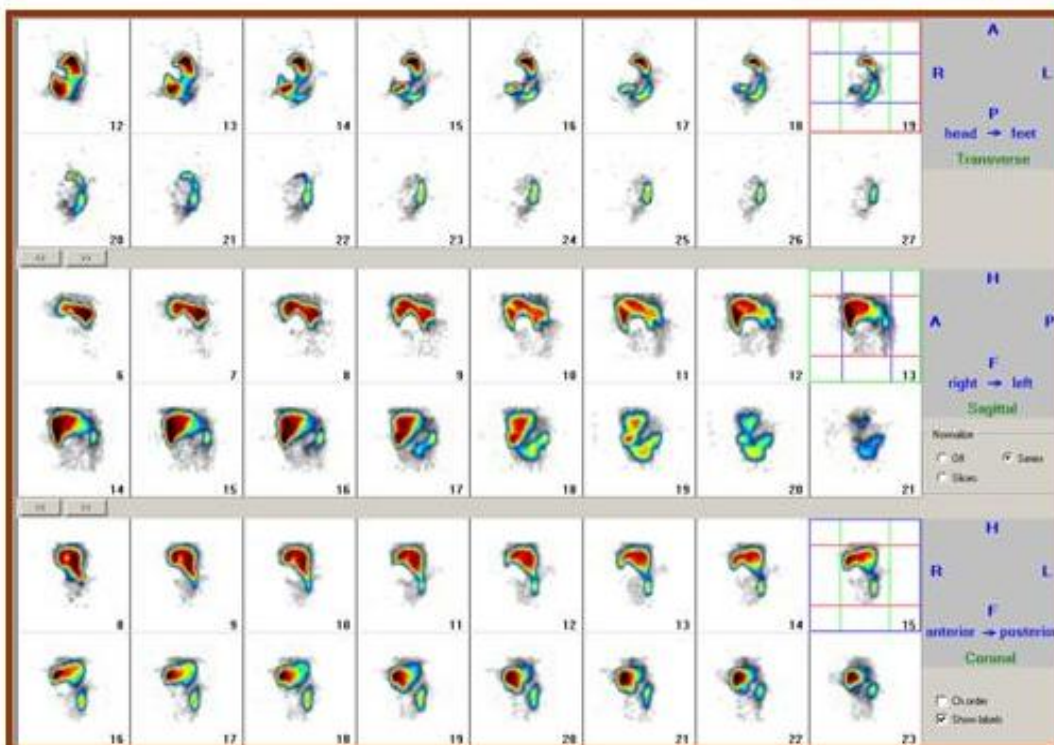 12 13 14 15 16 17 18 19
A
R L
P
head → feet
Transverse
20 21 22 23 24 25 26 27
6 7 8 9 10 11 12 13
H
A P
F
right → left
Sagittal
Normalize
Off Series
Slices
14 15 16 17 18 19 20 21
8 9 10 11 12 13 14 15
H
R L
F
anterior → posterior
Coronal
16 17 18 19 20 21 22 23
Ch.order
Show labels